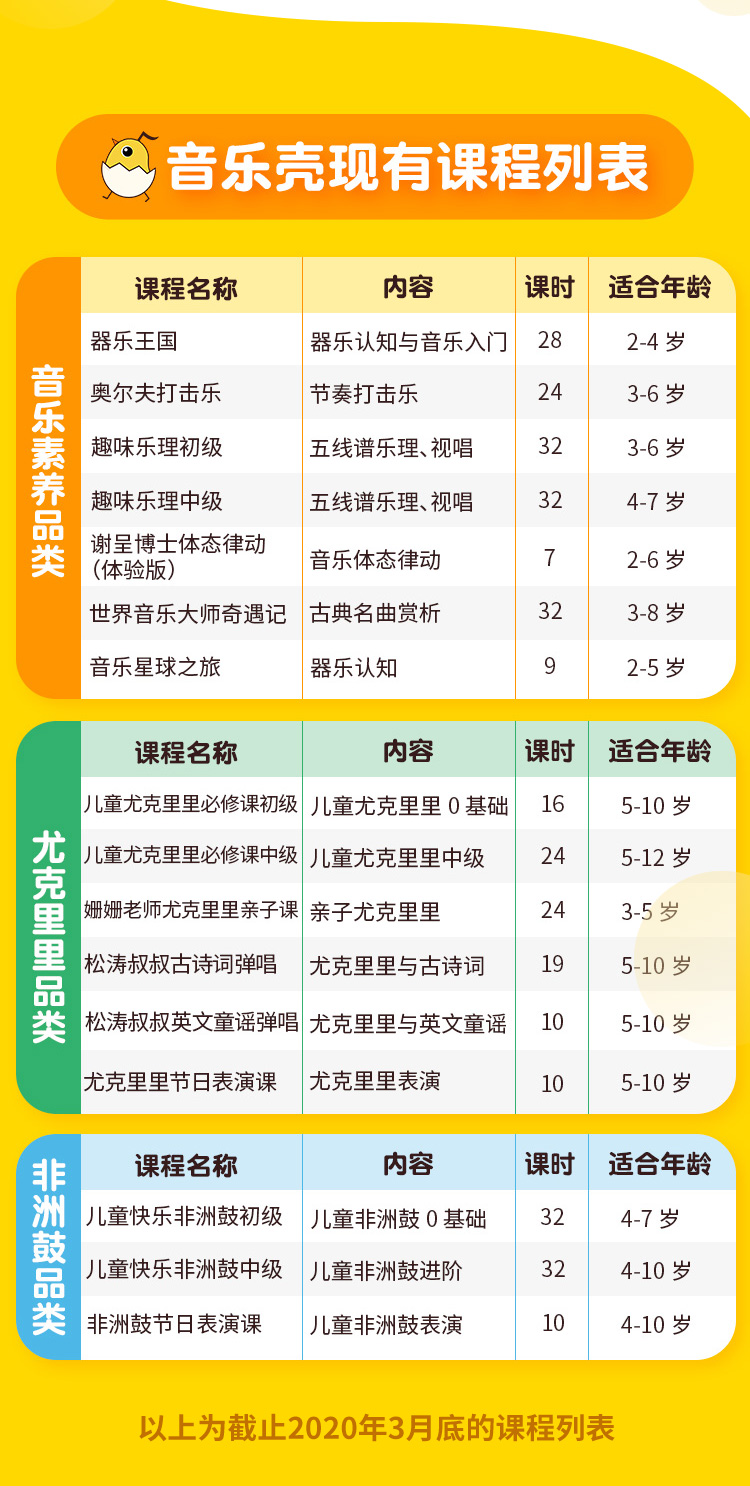 音乐壳现有课程列表
音乐素养品类
课程名称 内容 课时 适合年龄
器乐王国 器乐认知与音乐入门 28 2-4 岁
奥尔夫打击乐 节奏打击乐 24 3-6 岁
趣味乐理初级 五线谱乐理、视唱 32 3-6 岁
趣味乐理中级 五线谱乐理、视唱 32 4-7 岁
谢呈博士体态律动
（体验版） 音乐体态律动 7 2-6 岁
世界音乐大师奇遇记 古典名曲赏析 32 3-8 岁
音乐星球之旅 器乐认知 9 2-5 岁
尤克里里品类
课程名称 内容 课时 适合年龄
儿童尤克里里必修课初级 儿童尤克里里 0 基础 16 5-10 岁
儿童尤克里里必修课中级 儿童尤克里里中级 24 5-12 岁
姗姗老师尤克里里亲子课 亲子尤克里里 24 3-5 岁
松涛叔叔古诗词弹唱 尤克里里与古诗词 19 5-10 岁
松涛叔叔英文童谣弹唱 尤克里里与英文童谣 10 5-10 岁
尤克里里节日表演课 尤克里里表演 10 5-10 岁
非洲鼓品类
课程名称 内容 课时 适合年龄
儿童快乐非洲鼓初级 儿童非洲鼓 0 基础 32 4-7 岁
儿童快乐非洲鼓中级 儿童非洲鼓进阶 32 4-10 岁
非洲鼓节日表演课 儿童非洲鼓表演 10 4-10 岁
以上为截止2020年3月底的课程列表